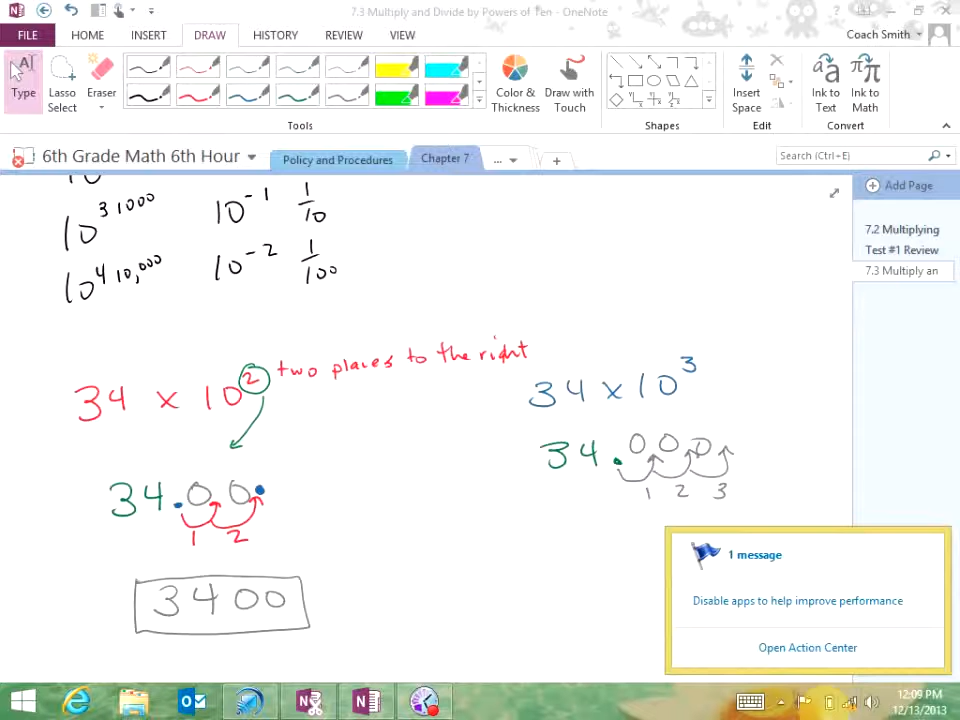 7.3 Multiply and Divide by Powers of Ten - OneNote
FILE HOME INSERT DRAW HISTORY REVIEW VIEW
Coach Smith
Type
Lasso Select
Eraser
Color & Thickness
Draw with Touch
Insert Space
Ink to Text
Ink to Math
Tools
Shapes
Edit
Convert
6th Grade Math 6th Hour
Policy and Procedures
Chapter 7
...
Search (Ctrl+E)
Add Page
7.2 Multiplying
Test #1 Review
7.3 Multiply an
10³ 1000
10⁻¹ 1/10
10⁴ 10,000
10⁻² 1/100
34 x 10² two places to the right
34.00.
1 2
3400
34 x 10³
34.000
1 2 3
1 message
Disable apps to help improve performance
Open Action Center
12:09 PM
12/13/2013